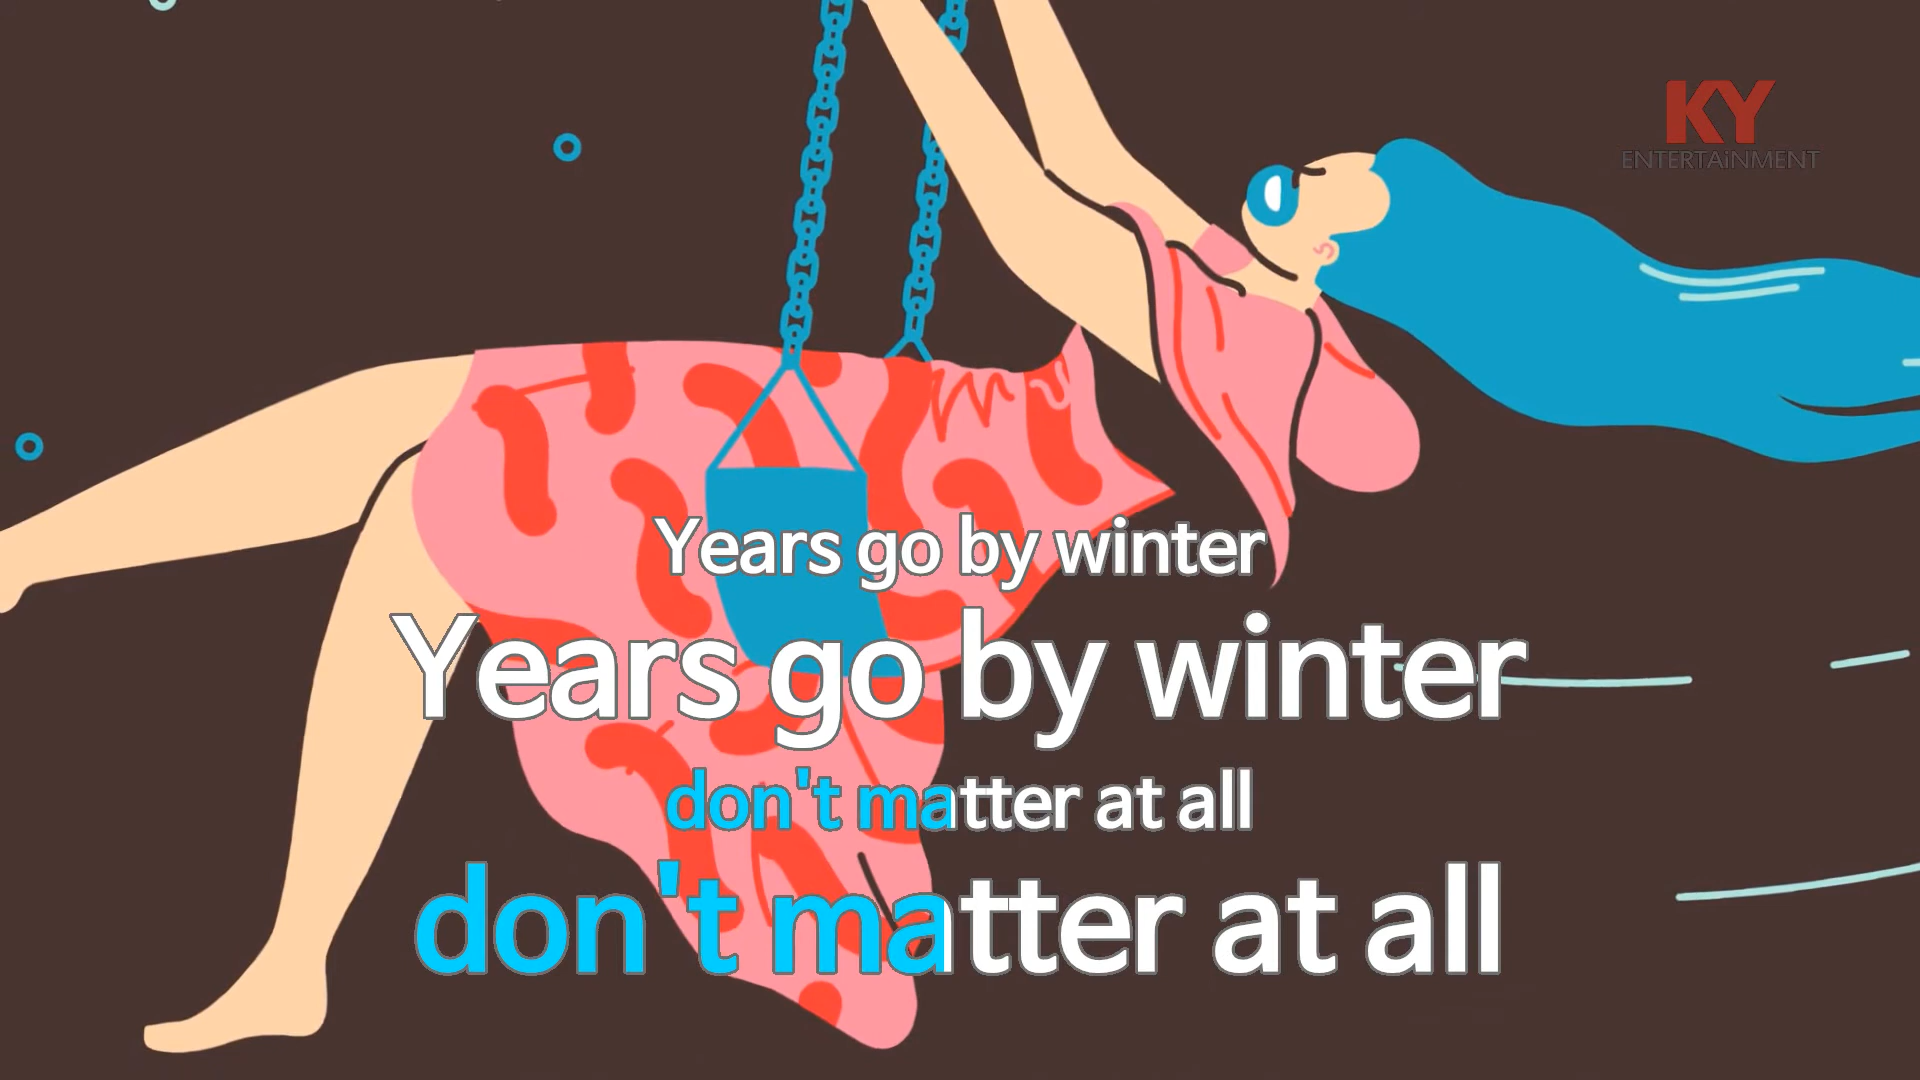 KY
ENTERTAiNMENT
Years go by winter
Years go by winter
don't matter at all
don't matter at all